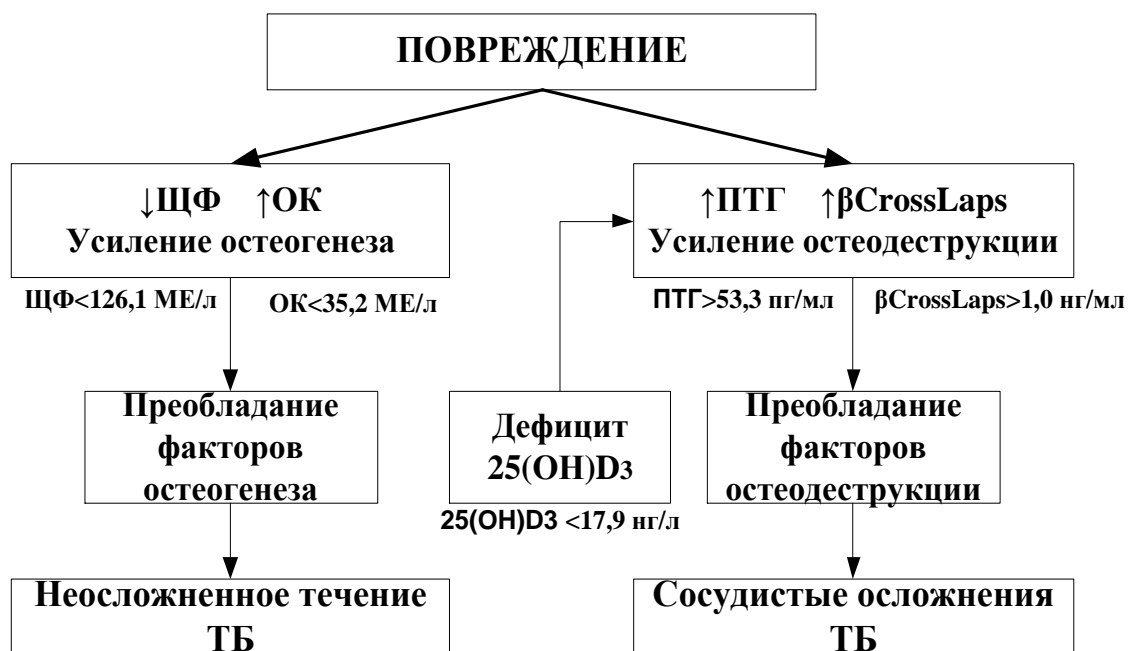 ПОВРЕЖДЕНИЕ
↓ЩФ ↑ОК
Усиление остеогенеза
↑ПТГ ↑βCrossLaps
Усиление остеодеструкции
ЩФ<126,1 МЕ/л
ОК<35,2 МЕ/л
ПТГ>53,3 пг/мл
βCrossLaps>1,0 нг/мл
Преобладание
факторов
остеогенеза
Дефицит
25(ОН)D3
25(ОН)D3 <17,9 нг/л
Преобладание
факторов
остеодеструкции
Неосложненное течение
ТБ
Сосудистые осложнения
ТБ